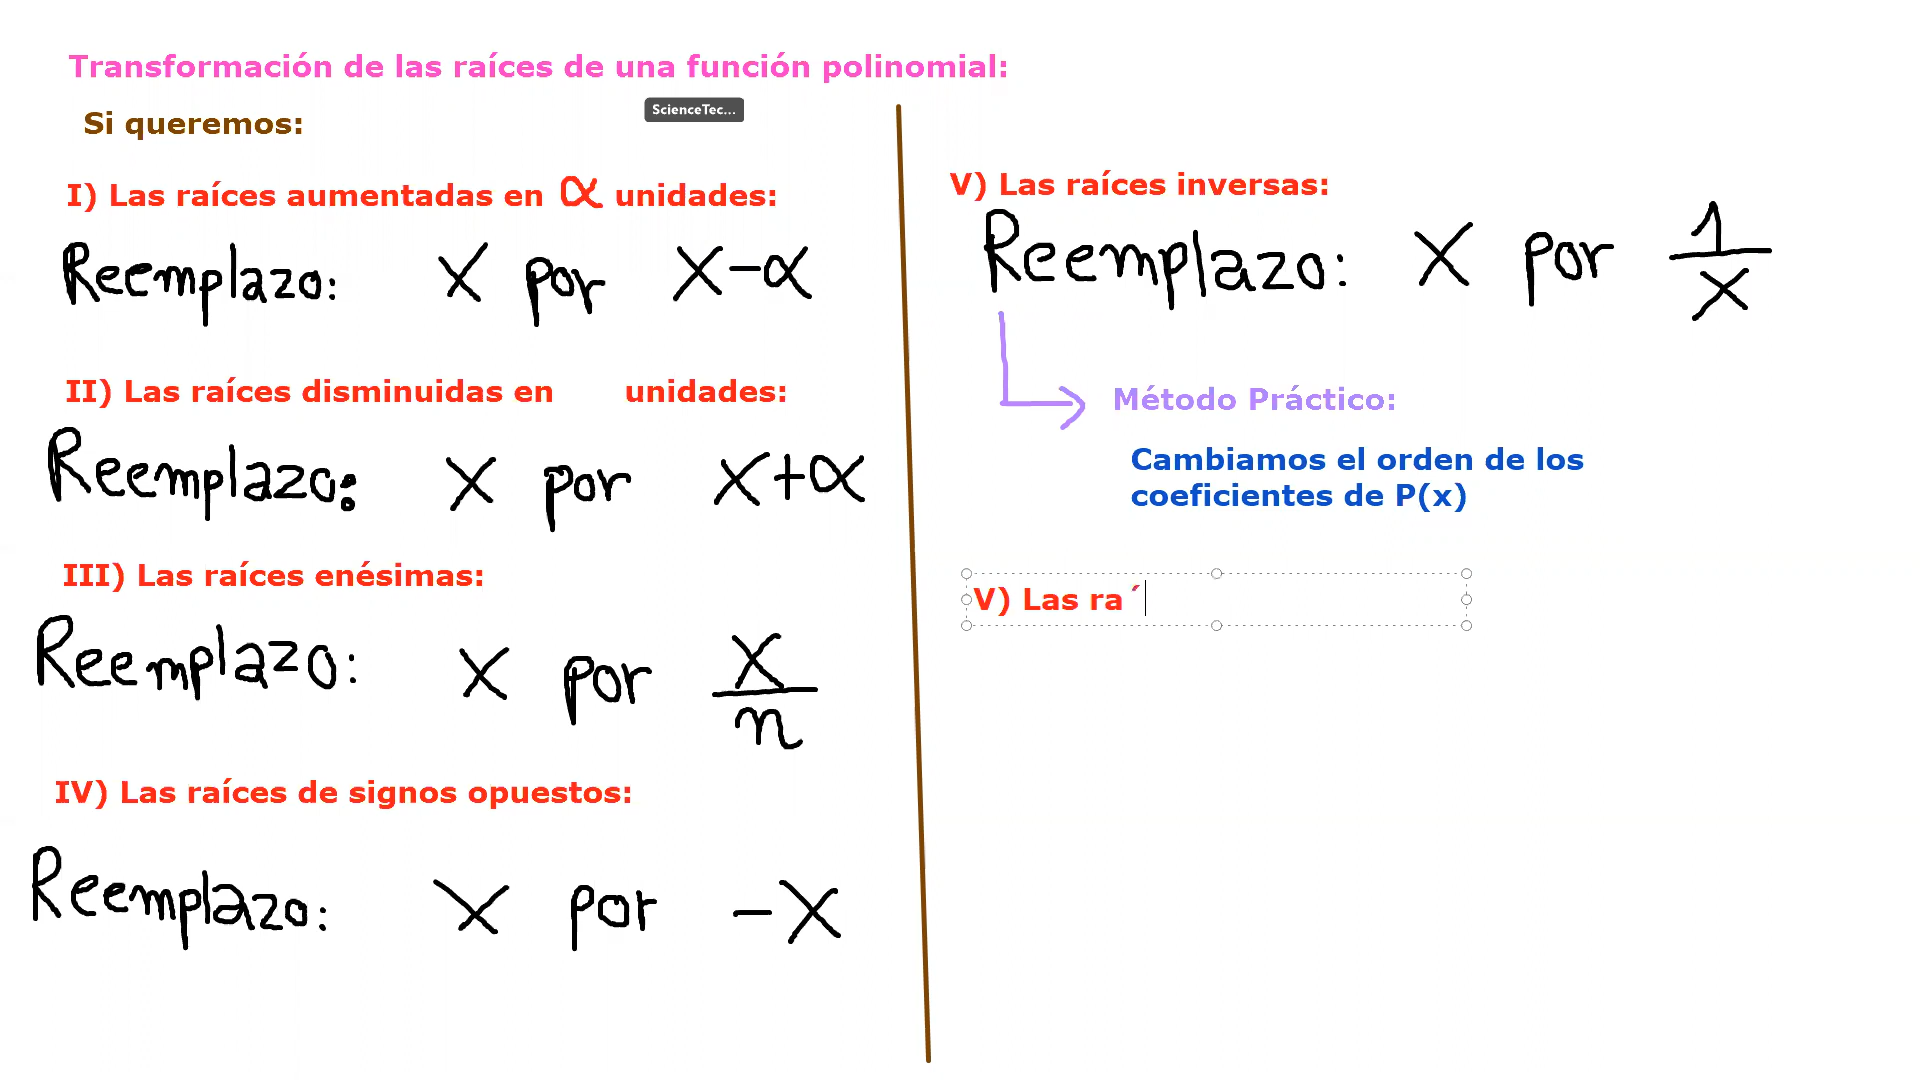 Transformación de las raíces de una función polinomial:
ScienceTec...
Si queremos:
I) Las raíces aumentadas en α unidades:
Reemplazo: x por x-α
II) Las raíces disminuidas en unidades:
Reemplazo: x por x+α
III) Las raíces enésimas:
Reemplazo: x por x/n
IV) Las raíces de signos opuestos:
Reemplazo: x por -x
V) Las raíces inversas:
Reemplazo: x por 1/x
Método Práctico:
Cambiamos el orden de los
coeficientes de P(x)
V) Las ra´